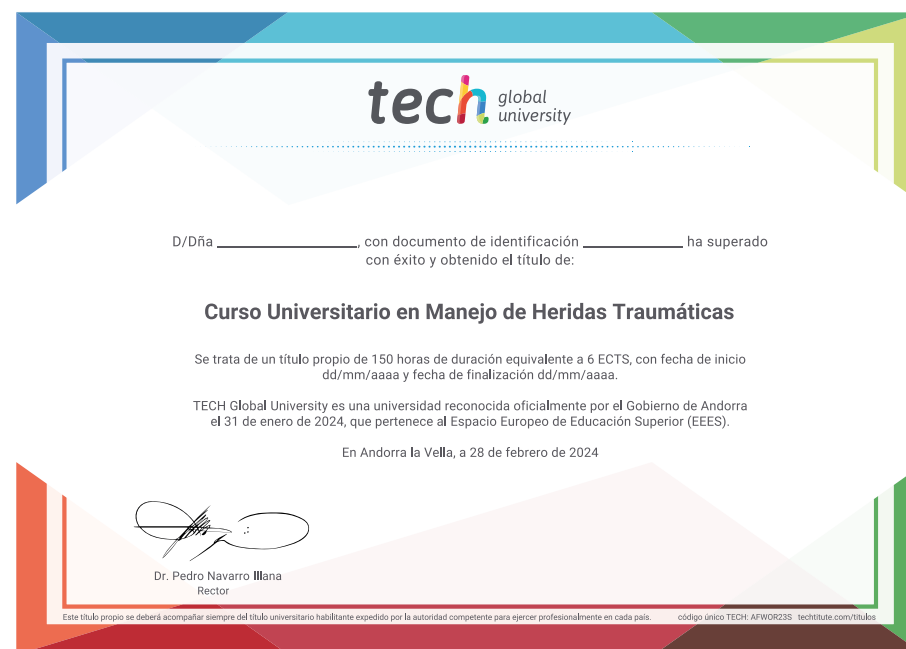 tech global university
D/Dña ____________, con documento de identificación ____________ ha superado
con éxito y obtenido el título de:
Curso Universitario en Manejo de Heridas Traumáticas
Se trata de un título propio de 150 horas de duración equivalente a 6 ECTS, con fecha de inicio
dd/mm/aaaa y fecha de finalización dd/mm/aaaa.
TECH Global University es una universidad reconocida oficialmente por el Gobierno de Andorra
el 31 de enero de 2024, que pertenece al Espacio Europeo de Educación Superior (EEES).
En Andorra la Vella, a 28 de febrero de 2024
Dr. Pedro Navarro Illana
Rector
Este título propio se deberá acompañar siempre del título universitario habilitante expedido por la autoridad competente para ejercer profesionalmente en cada país. código único TECH: AFWOR23S techtitute.com/titulos